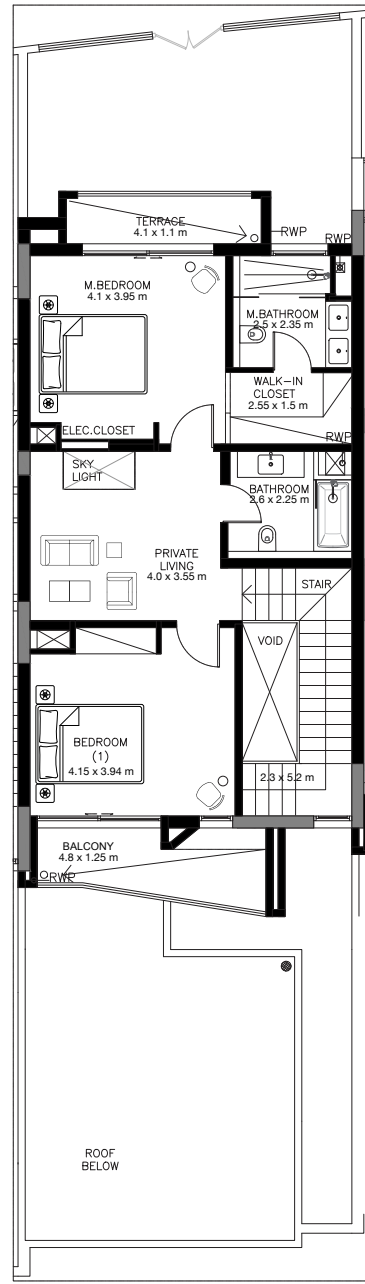 TERRACE
4.1 x 1.1 m
RWP
RWP
M.BEDROOM
4.1 x 3.95 m
M.BATHROOM
2.5 x 2.35 m
WALK-IN
CLOSET
2.55 x 1.5 m
ELEC.CLOSET
RWP
SKY
LIGHT
BATHROOM
2.6 x 2.25 m
PRIVATE
LIVING
4.0 x 3.55 m
STAIR
VOID
BEDROOM
(1)
4.15 x 3.94 m
2.3 x 5.2 m
BALCONY
4.8 x 1.25 m
RWP
ROOF
BELOW